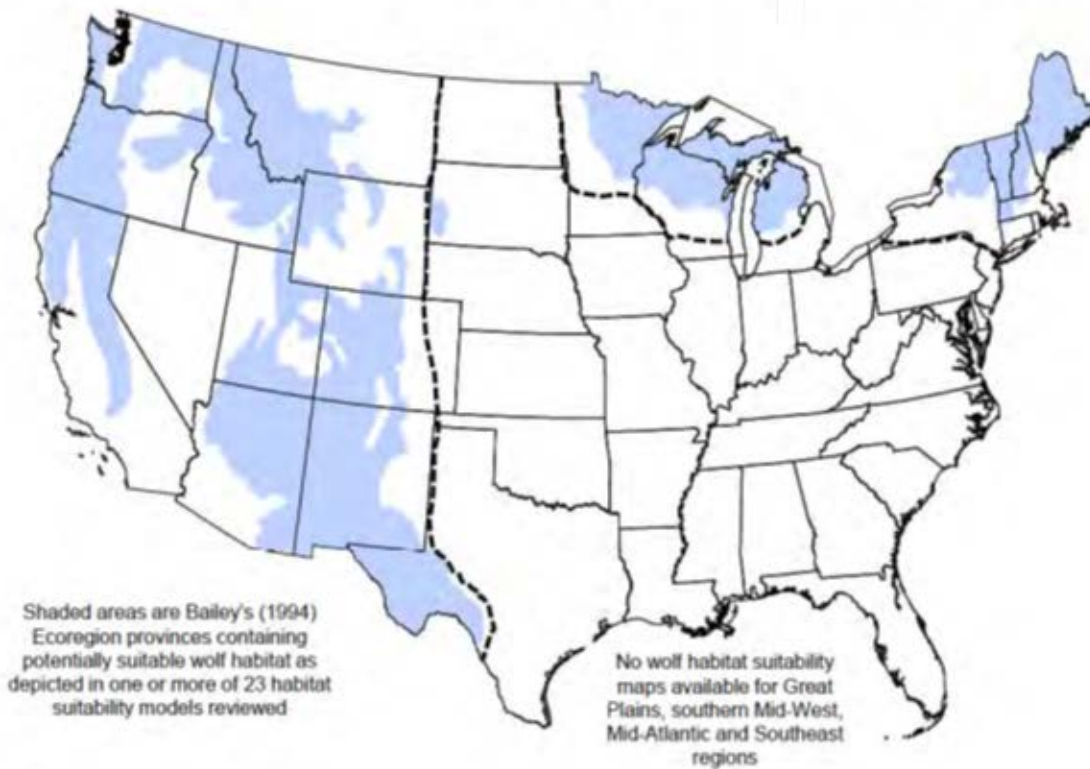 Shaded areas are Bailey's (1994)
Ecoregion provinces containing
potentially suitable wolf habitat as
depicted in one or more of 23 habitat
suitability models reviewed
No wolf habitat suitability
maps available for Great
Plains, southern Mid-West,
Mid-Atlantic and Southeast
regions